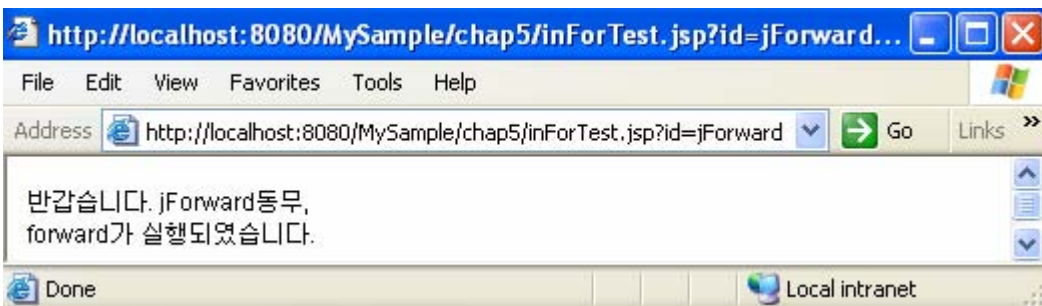 http://localhost:8080/MySample/chap5/inForTest.jsp?id=jForward...
File Edit View Favorites Tools Help
Address http://localhost:8080/MySample/chap5/inForTest.jsp?id=jForward Go Links »
반갑습니다. jForward동무,
forward가 실행되였습니다.
Done Local intranet